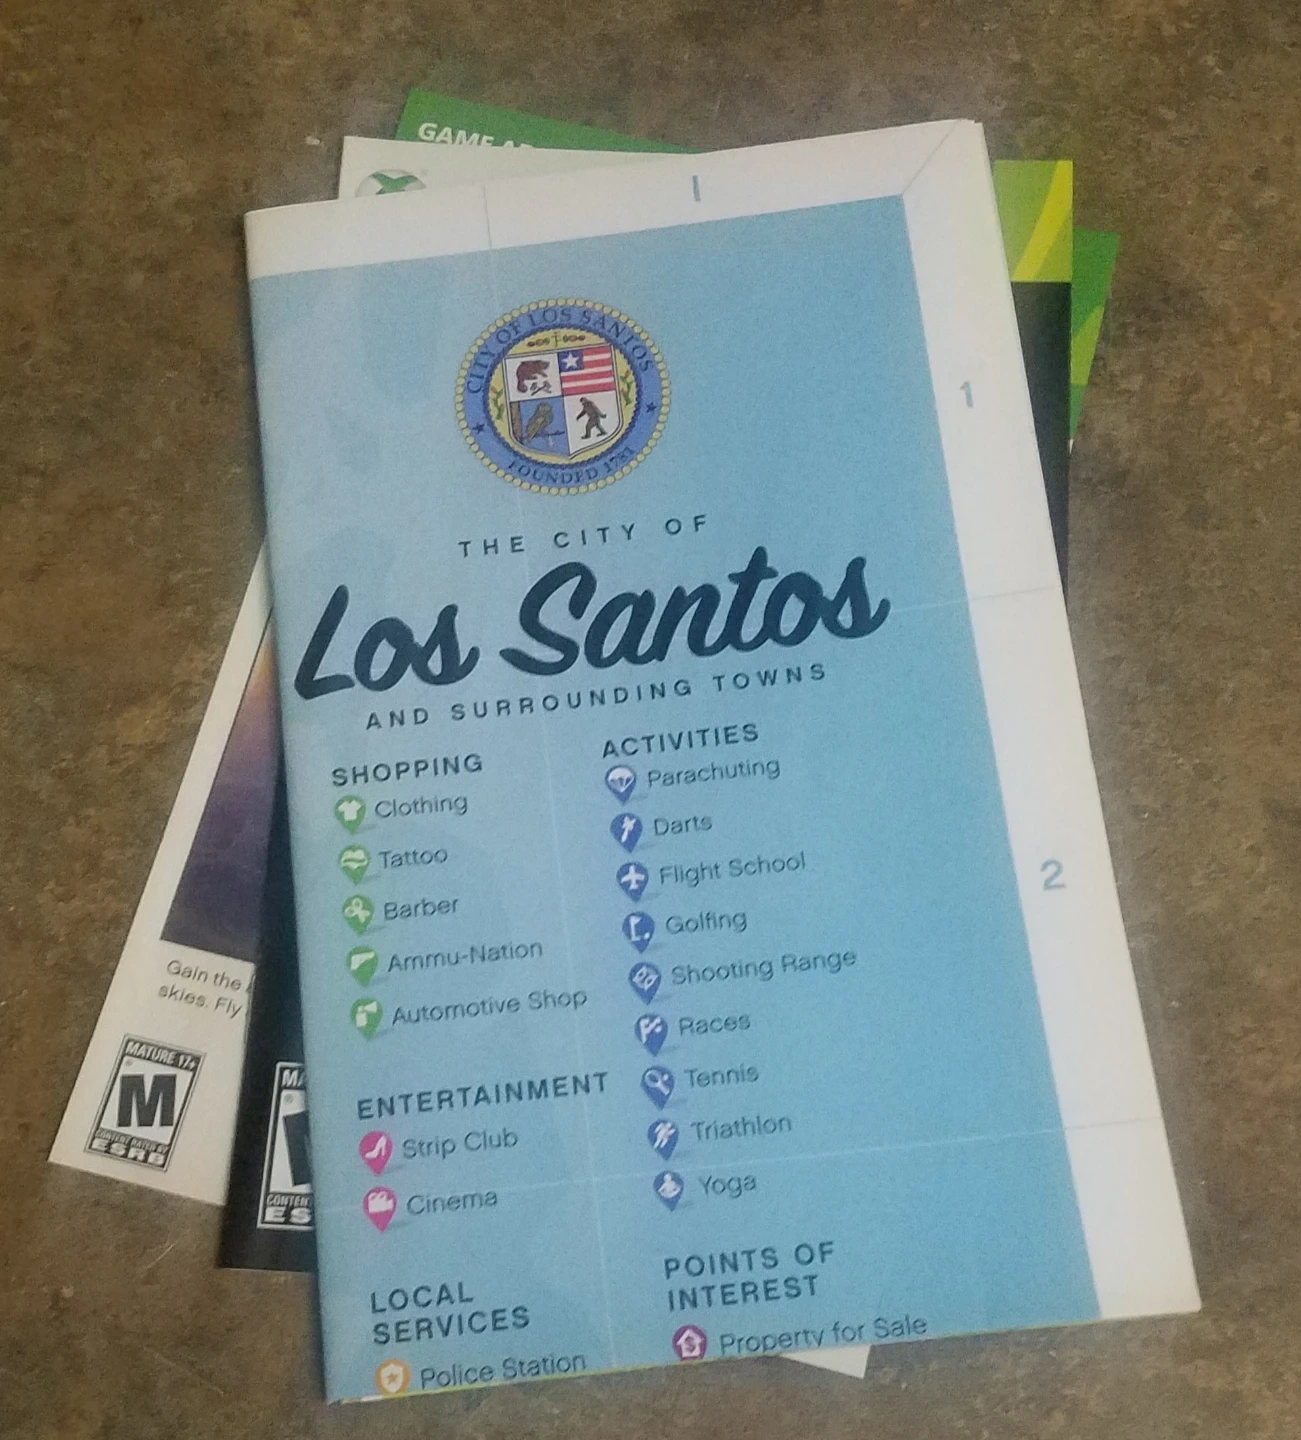 GAME
I
1
2
CITY OF LOS SANTOS
FOUNDED 1781
THE CITY OF
Los Santos
AND SURROUNDING TOWNS
SHOPPING
Clothing
Tattoo
Barber
Ammu-Nation
Automotive Shop
ENTERTAINMENT
Strip Club
Cinema
LOCAL
SERVICES
Police Station
ACTIVITIES
Parachuting
Darts
Flight School
Golfing
Shooting Range
Races
Tennis
Triathlon
Yoga
POINTS OF
INTEREST
Property for Sale
Gain the
skies. Fly
MATURE 17+
M
CONTENT RATED BY
ESRB